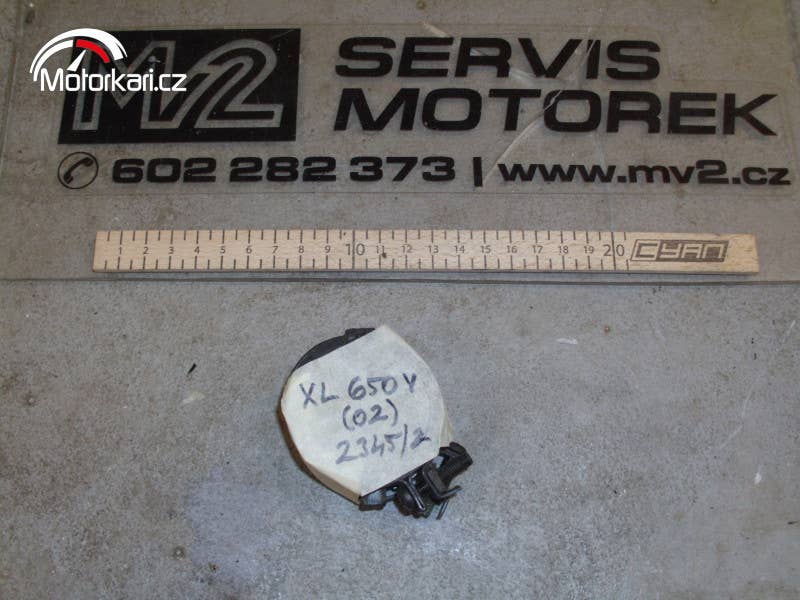 Motorkari.cz
MV2
SERVIS
MOTOREK
602 282 373 | www.mv2.cz
1 2 3 4 5 6 7 8 9 10 11 12 13 14 15 16 17 18 19 20 CYAN
XL 650 V
(02)
2345/2